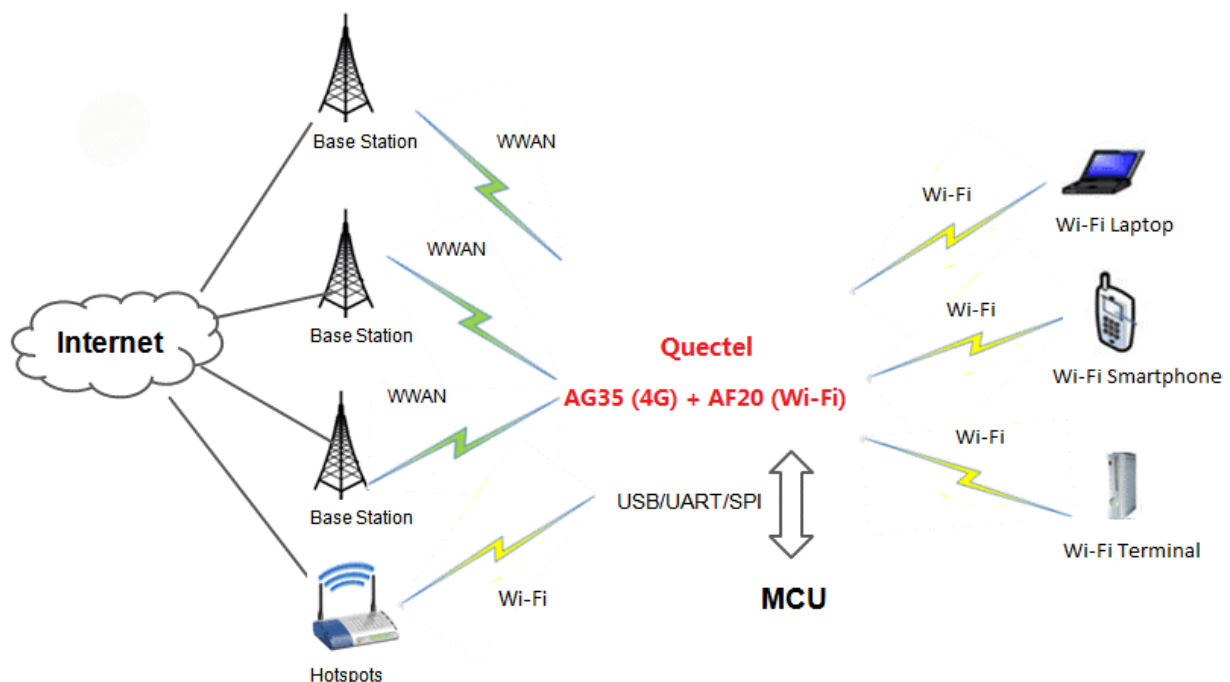 Base Station
WWAN
Wi-Fi
Wi-Fi Laptop
WWAN
Base Station
Internet
Wi-Fi
Quectel
Wi-Fi Smartphone
AG35 (4G) + AF20 (Wi-Fi)
WWAN
Wi-Fi
Base Station
USB/UART/SPI
Wi-Fi Terminal
Wi-Fi
MCU
Hotspots